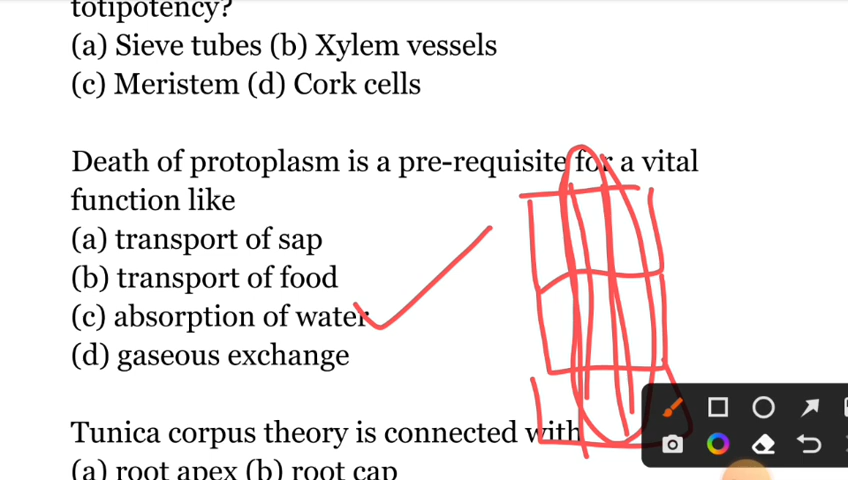 totipotency?
(a) Sieve tubes (b) Xylem vessels
(c) Meristem (d) Cork cells
Death of protoplasm is a pre-requisite for a vital
function like
(a) transport of sap
(b) transport of food
(c) absorption of water
(d) gaseous exchange
Tunica corpus theory is connected with
(a) root apex (b) root cap